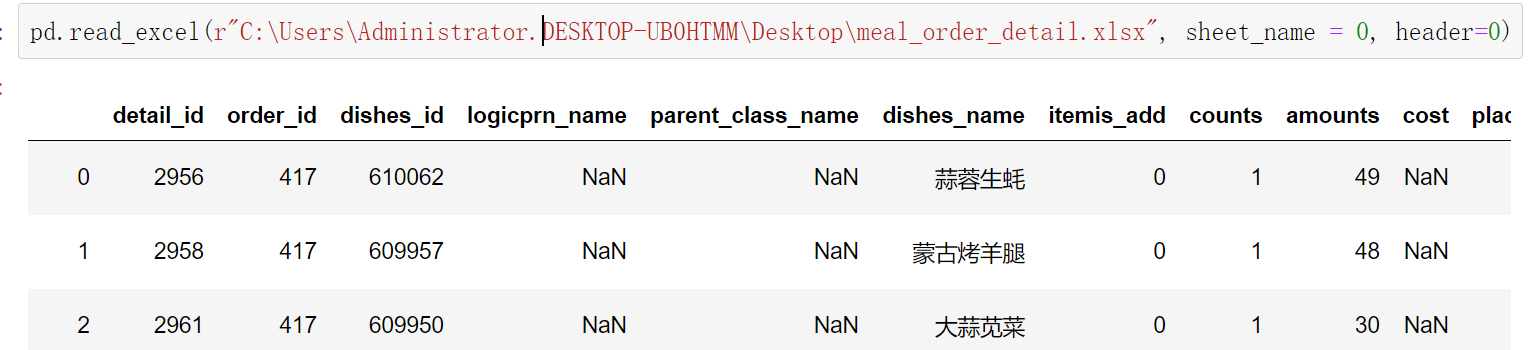 : pd.read_excel(r"C:\Users\Administrator.DESKTOP-UBOHTMM\Desktop\meal_order_detail.xlsx", sheet_name = 0, header=0)
:
detail_id order_id dishes_id logicprn_name parent_class_name dishes_name itemis_add counts amounts cost plac
0 2956 417 610062 NaN NaN 蒜蓉生蚝 0 1 49 NaN
1 2958 417 609957 NaN NaN 蒙古烤羊腿 0 1 48 NaN
2 2961 417 609950 NaN NaN 大蒜苋菜 0 1 30 NaN